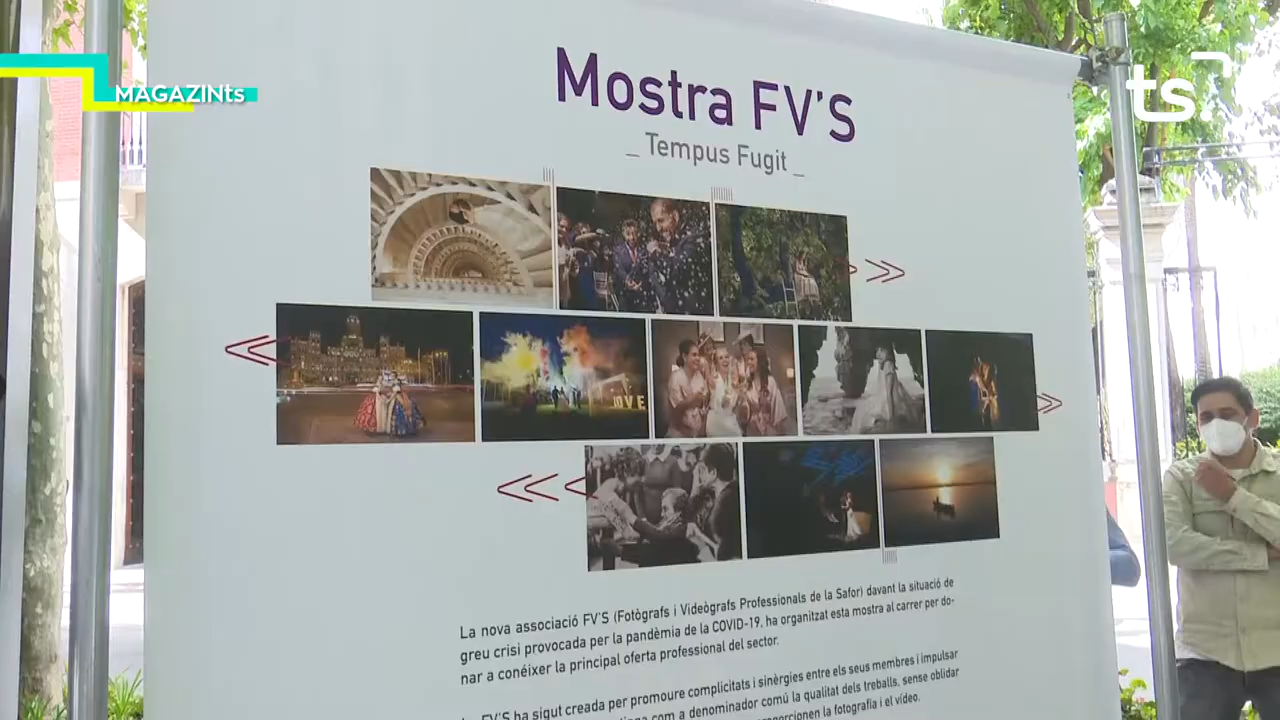 MAGAZINts
ts
Mostra FV'S
_ Tempus Fugit _
LOVE
La nova associació FV'S (Fotògrafs i Videògrafs Professionals de la Safor) davant la situació de
greu crisi provocada per la pandèmia de la COVID-19, ha organitzat esta mostra al carrer per do-
nar a conéixer la principal oferta professional del sector.
FV'S ha sigut creada per promoure complicitats i sinèrgies entre els seus membres i impulsar
com a denominador comú la qualitat dels treballs, sense oblidar
proporcionen la fotografia i el vídeo.